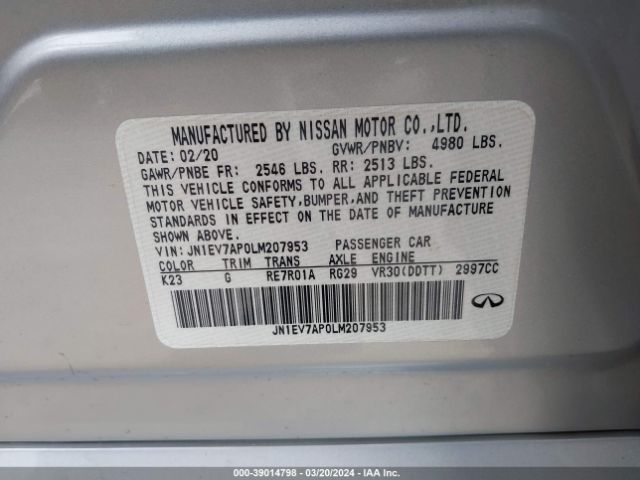 MANUFACTURED BY NISSAN MOTOR CO.,LTD.
DATE: 02/20 GVWR/PNBV: 4980 LBS.
GAWR/PNBE FR: 2546 LBS. RR: 2513 LBS.
THIS VEHICLE CONFORMS TO ALL APPLICABLE FEDERAL
MOTOR VEHICLE SAFETY,BUMPER,AND THEFT PREVENTION
STANDARDS IN EFFECT ON THE DATE OF MANUFACTURE
SHOWN ABOVE.
VIN: JN1EV7AP0LM207953 PASSENGER CAR
COLOR TRIM TRANS AXLE ENGINE
K23 G RE7R01A RG29 VR30(DDTT) 2997CC
JN1EV7AP0LM207953
000-39014798 - 03/20/2024 - IAA Inc.